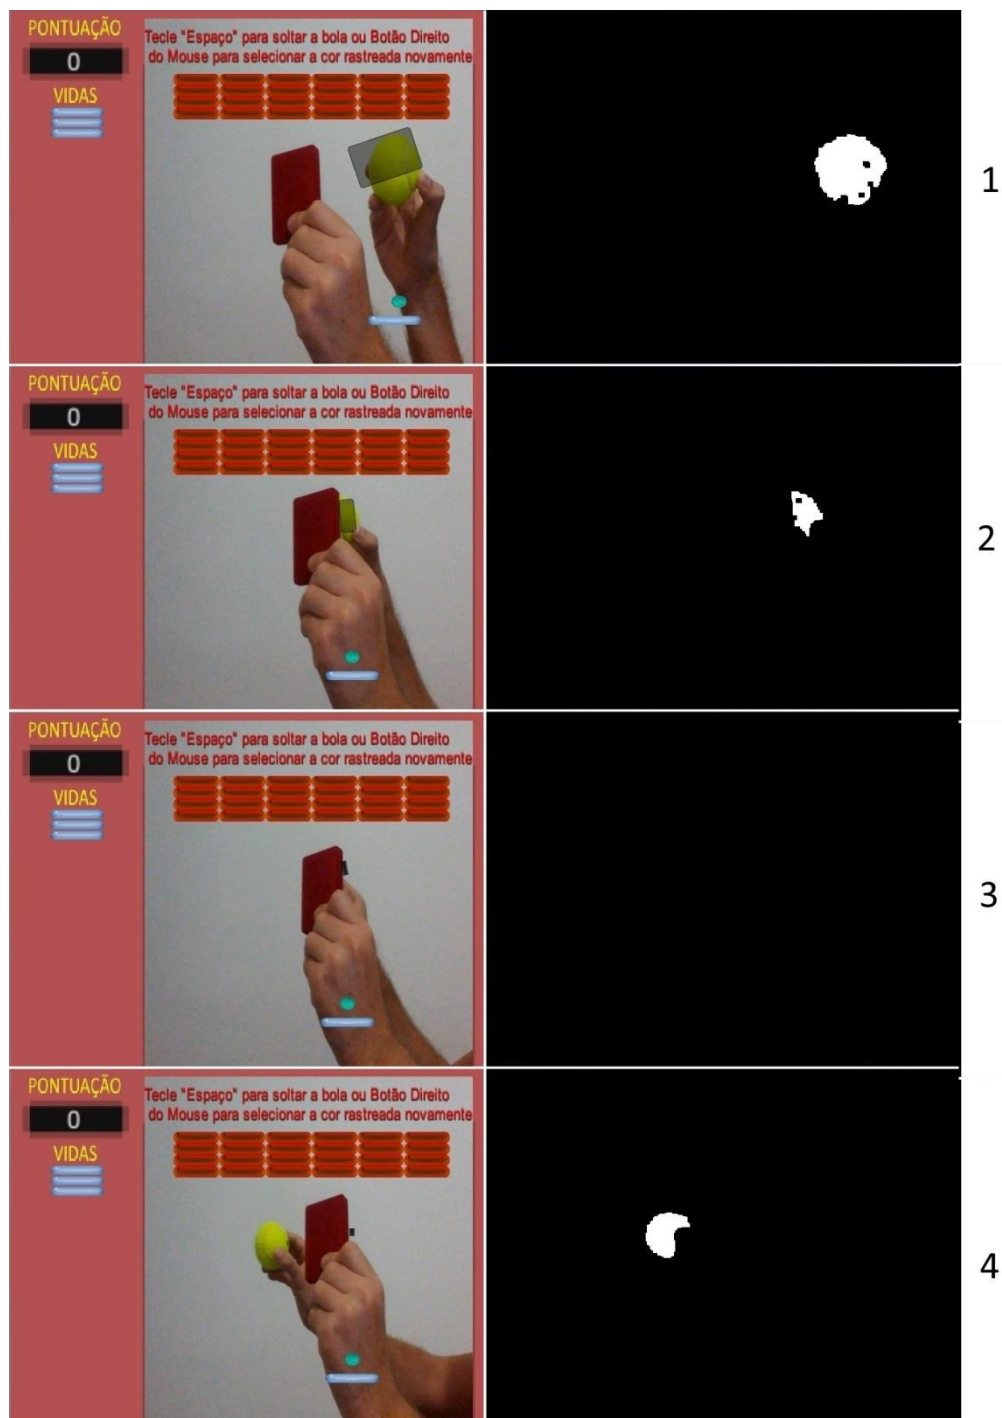 PONTUAÇÃO
0
VIDAS
Tecle "Espaço" para soltar a bola ou Botão Direito
do Mouse para selecionar a cor rastreada novamente
1
PONTUAÇÃO
0
VIDAS
Tecle "Espaço" para soltar a bola ou Botão Direito
do Mouse para selecionar a cor rastreada novamente
2
PONTUAÇÃO
0
VIDAS
Tecle "Espaço" para soltar a bola ou Botão Direito
do Mouse para selecionar a cor rastreada novamente
3
PONTUAÇÃO
0
VIDAS
Tecle "Espaço" para soltar a bola ou Botão Direito
do Mouse para selecionar a cor rastreada novamente
4